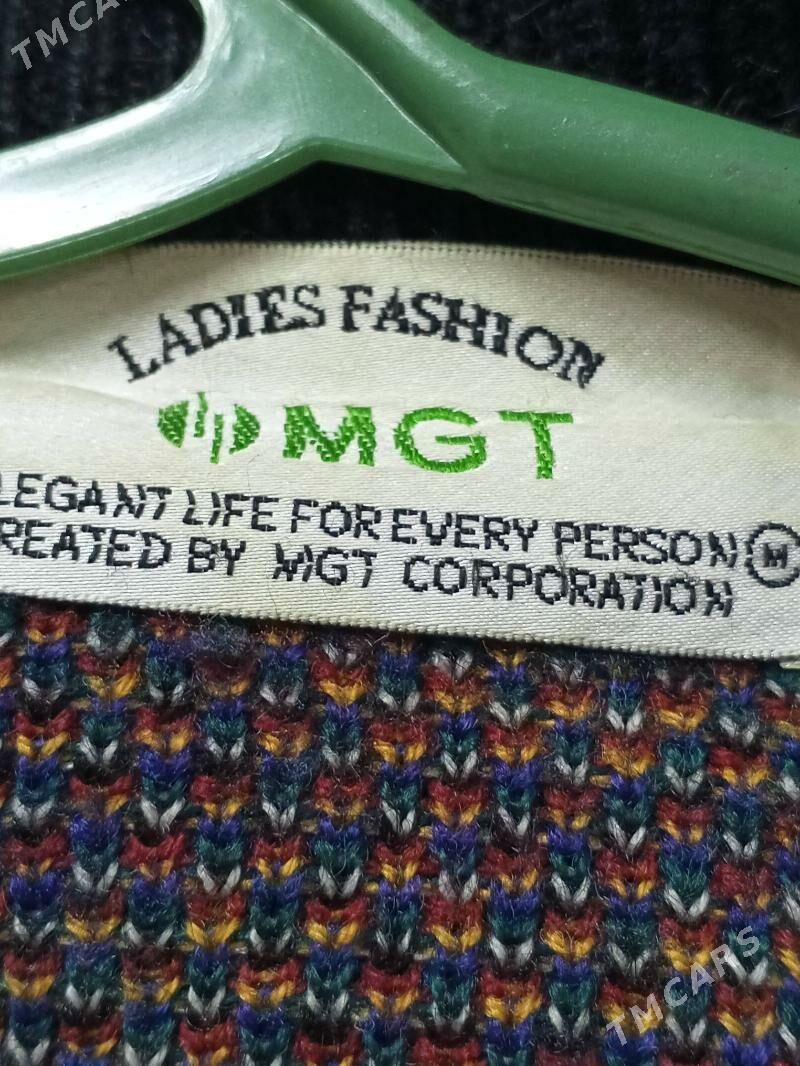 TMCARS
LADIES FASHION
MGT
LEGANT LIFE FOR EVERY PERSON M
REATED BY MGT CORPORATION
TMCARS